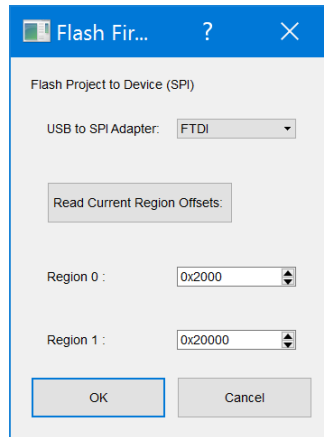 Flash Fir... ?
Flash Project to Device (SPI)
USB to SPI Adapter: FTDI
Read Current Region Offsets:
Region 0 : 0x2000
Region 1 : 0x20000
OK Cancel